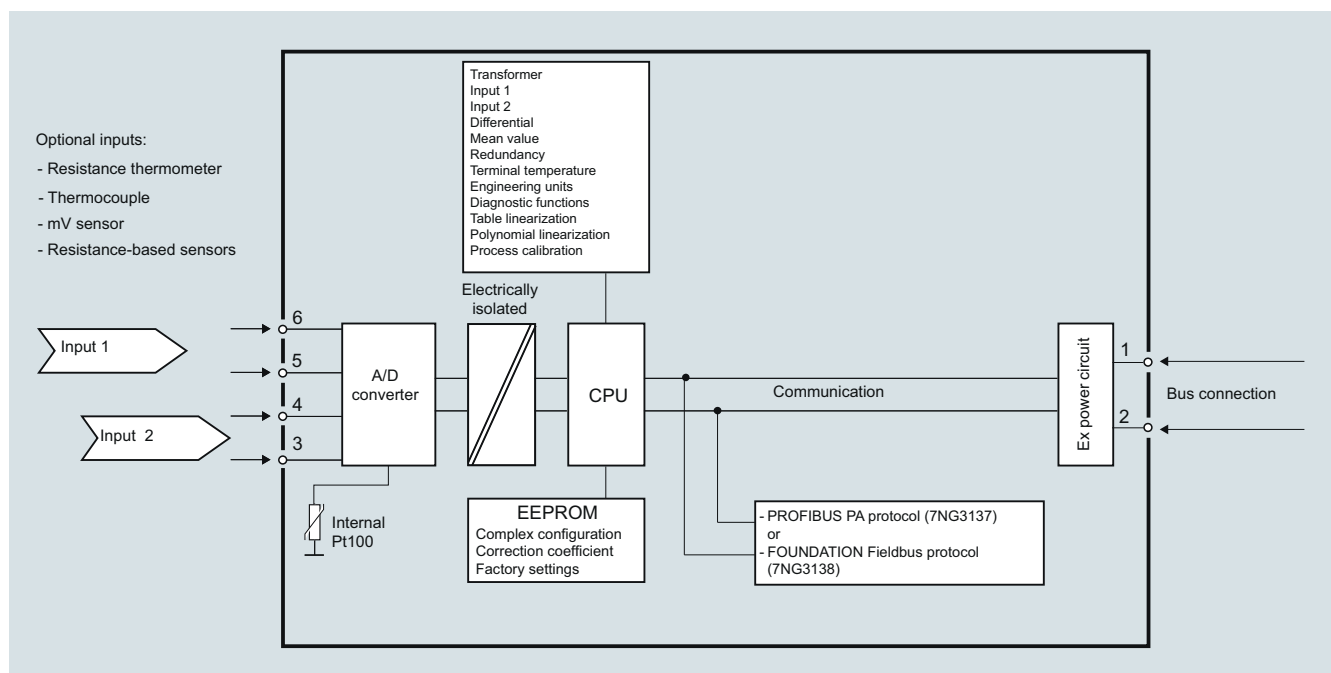 Transformer
Input 1
Input 2
Differential
Mean value
Redundancy
Terminal temperature
Engineering units
Diagnostic functions
Table linearization
Polynomial linearization
Process calibration
Optional inputs:
- Resistance thermometer
- Thermocouple
- mV sensor
- Resistance-based sensors
Electrically
isolated
Input 1
Input 2
6
5
4
3
A/D
converter
CPU
Communication
Ex power circuit
1
2
Bus connection
Internal
Pt100
EEPROM
Complex configuration
Correction coefficient
Factory settings
- PROFIBUS PA protocol (7NG3137)
or
- FOUNDATION Fieldbus protocol
(7NG3138)